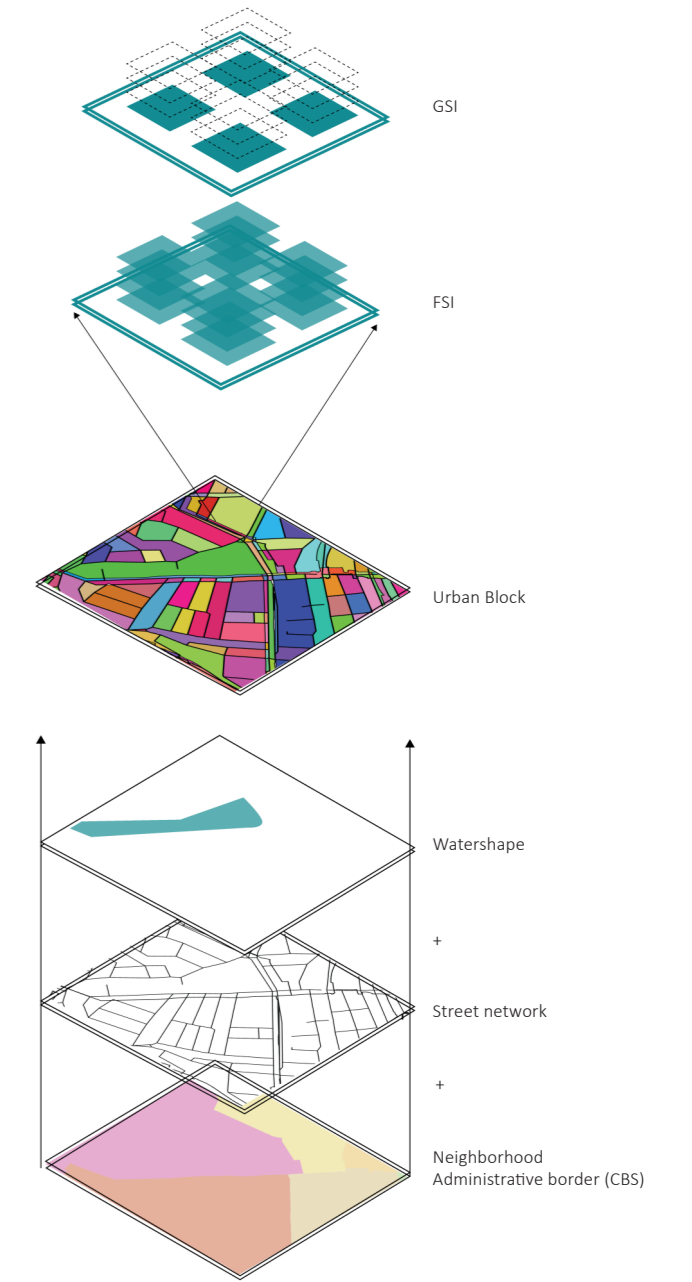 GSI
FSI
Urban Block
Watershape
+
Street network
+
Neighborhood
Administrative border (CBS)